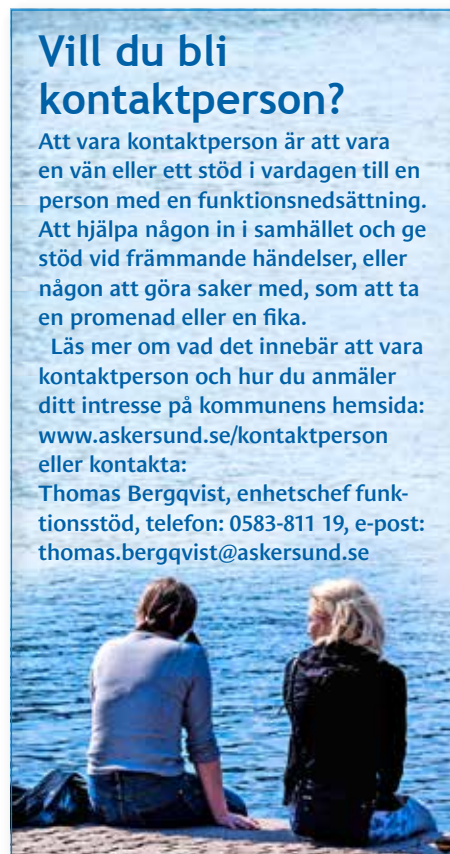 Vill du bli
kontaktperson?
Att vara kontaktperson är att vara
en vän eller ett stöd i vardagen till en
person med en funktionsnedsättning.
Att hjälpa någon in i samhället och ge
stöd vid främmande händelser, eller
någon att göra saker med, som att ta
en promenad eller en fika.
Läs mer om vad det innebär att vara
kontaktperson och hur du anmäler
ditt intresse på kommunens hemsida:
www.askersund.se/kontaktperson
eller kontakta:
Thomas Bergqvist, enhetschef funk-
tionsstöd, telefon: 0583-811 19, e-post:
thomas.bergqvist@askersund.se